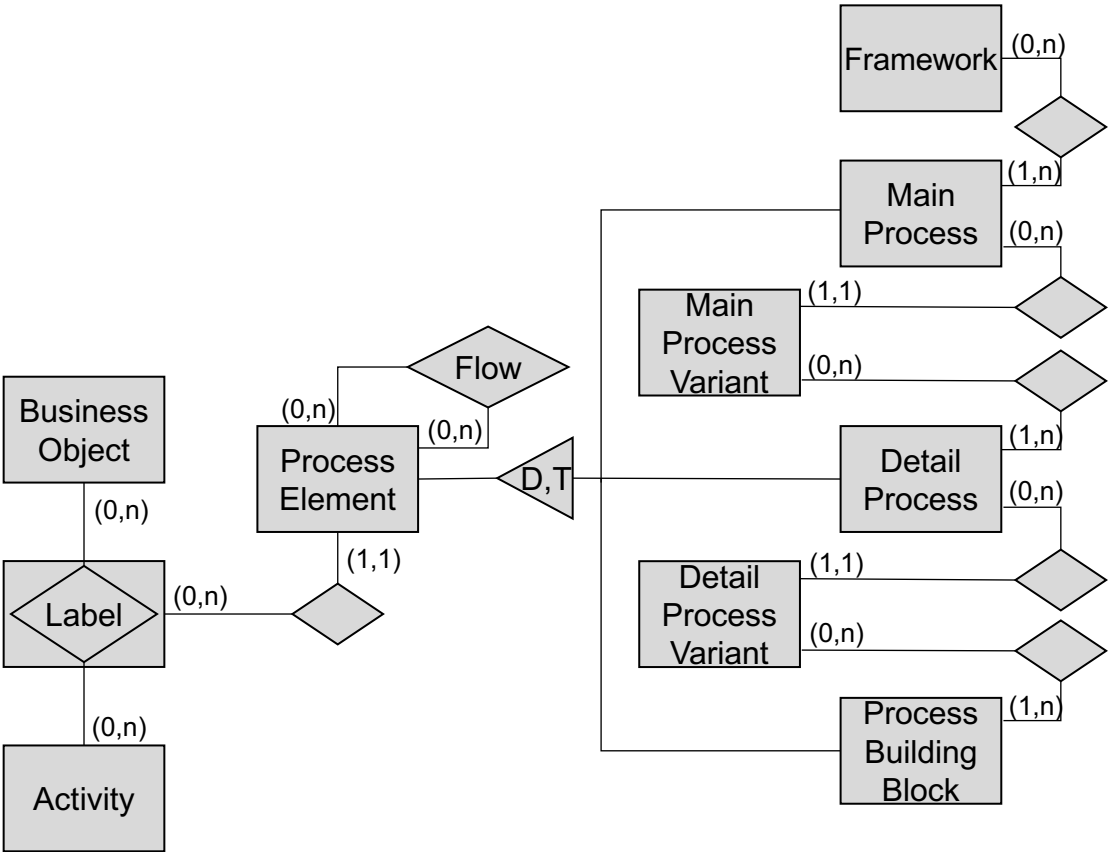 Framework
(0,n)
(1,n)
Main
Process
(0,n)
Main
Process
Variant
(1,1)
(0,n)
Flow
(0,n)
(0,n)
Business
Object
(0,n)
Process
Element
D,T
(1,1)
Detail
Process
(1,n)
(0,n)
Label
(0,n)
Detail
Process
Variant
(1,1)
(0,n)
(0,n)
Activity
Process
Building
Block
(1,n)